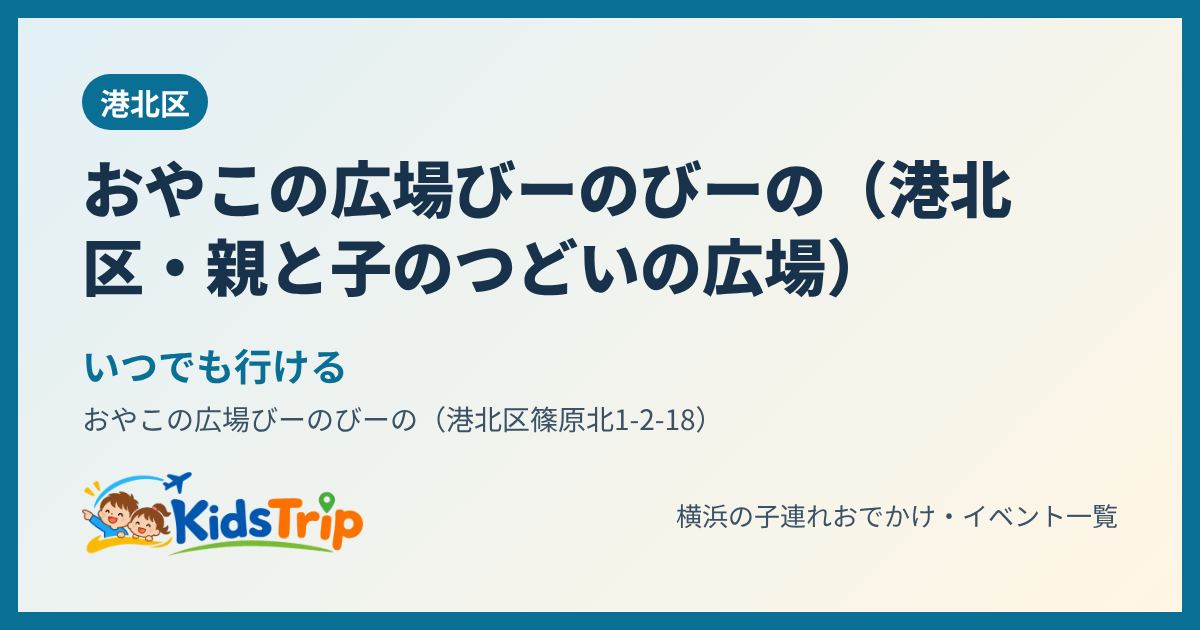 港北区
おやこの広場びーのびーの（港北
区・親と子のつどいの広場）
いつでも行ける
おやこの広場びーのびーの（港北区篠原北1-2-18）
KidsTrip
横浜の子連れおでかけ・イベント一覧